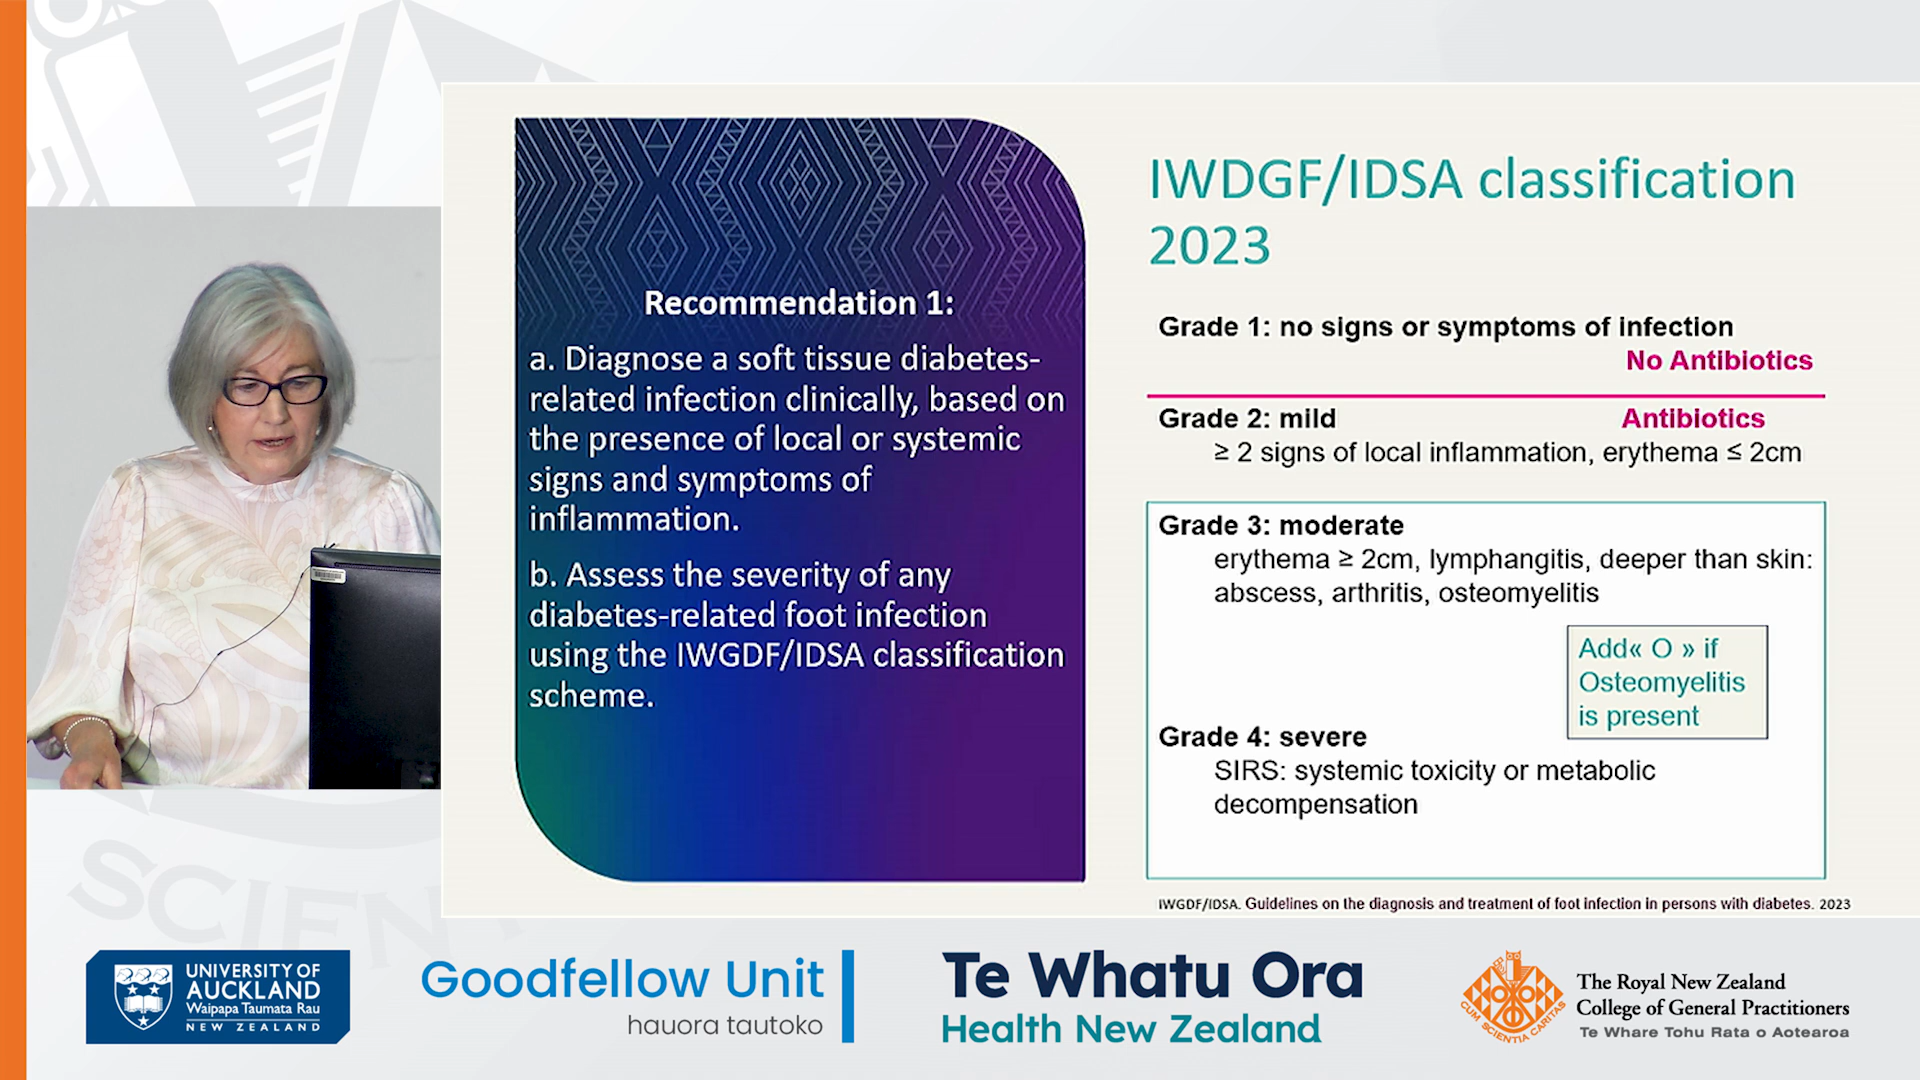 Recommendation 1:
a. Diagnose a soft tissue diabetes-
related infection clinically, based on
the presence of local or systemic
signs and symptoms of
inflammation.
b. Assess the severity of any
diabetes-related foot infection
using the IWGDF/IDSA classification
scheme.
IWDGF/IDSA classification
2023
Grade 1: no signs or symptoms of infection
No Antibiotics
Grade 2: mild
Antibiotics
≥ 2 signs of local inflammation, erythema ≤ 2cm
Grade 3: moderate
erythema ≥ 2cm, lymphangitis, deeper than skin:
abscess, arthritis, osteomyelitis
Add« O » if
Osteomyelitis
is present
Grade 4: severe
SIRS: systemic toxicity or metabolic
decompensation
IWGDF/IDSA. Guidelines on the diagnosis and treatment of foot infection in persons with diabetes. 2023
SCIEN
UNIVERSITY OF
AUCKLAND
Waipapa Taumata Rau
NEW ZEALAND
Goodfellow Unit
hauora tautoko
Te Whatu Ora
Health New Zealand
CUM SCIENTIA CARITAS
The Royal New Zealand
College of General Practitioners
Te Whare Tohu Rata o Aotearoa